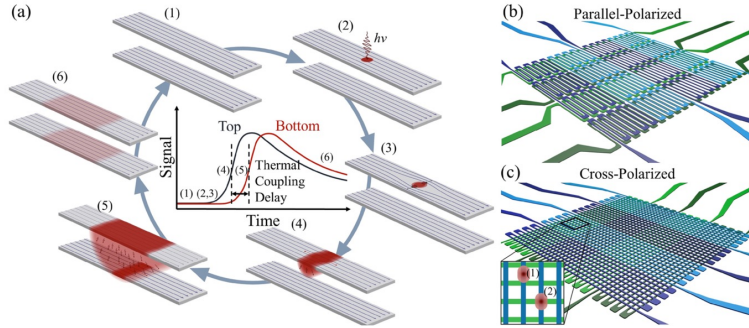 (a)
(1)
(2)
hν
(3)
(4)
(5)
(6)
Signal
Top
Bottom
(4)
(5)
(6)
Thermal
Coupling
Delay
(1) (2,3)
Time
(b)
Parallel-Polarized
(c)
Cross-Polarized
(1)
(2)